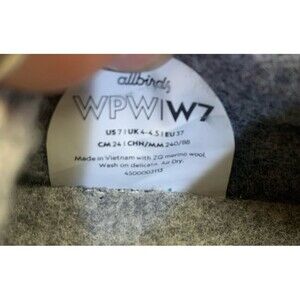 allbirds
WPW|W7
US 7 | UK 4-4.5 | EU 37
CM 24 | CHN/MM 240/88
Made in Vietnam with ZQ merino wool.
Wash on delicate. Air Dry.
4500003113